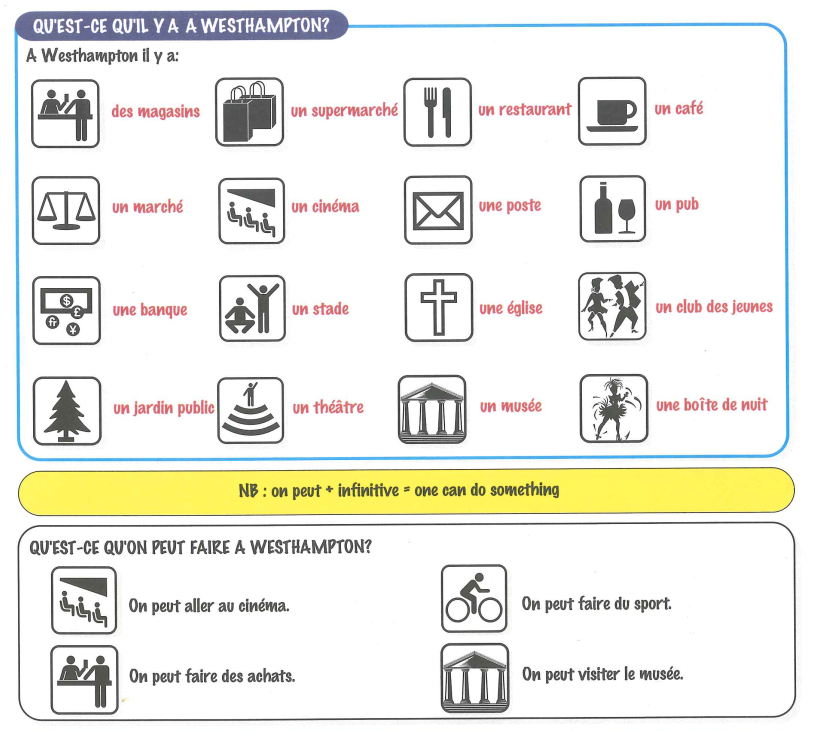 QU'EST-CE QU'IL Y A A WESTHAMPTON?
A Westhampton il y a:
des magasins
un supermarché
un restaurant
un café
un marché
un cinéma
une poste
un pub
une banque
un stade
une église
un club des jeunes
un jardin public
un théâtre
un musée
une boîte de nuit
NB : on peut + infinitive = one can do something
QU'EST-CE QU'ON PEUT FAIRE A WESTHAMPTON?
On peut aller au cinéma.
On peut faire du sport.
On peut faire des achats.
On peut visiter le musée.